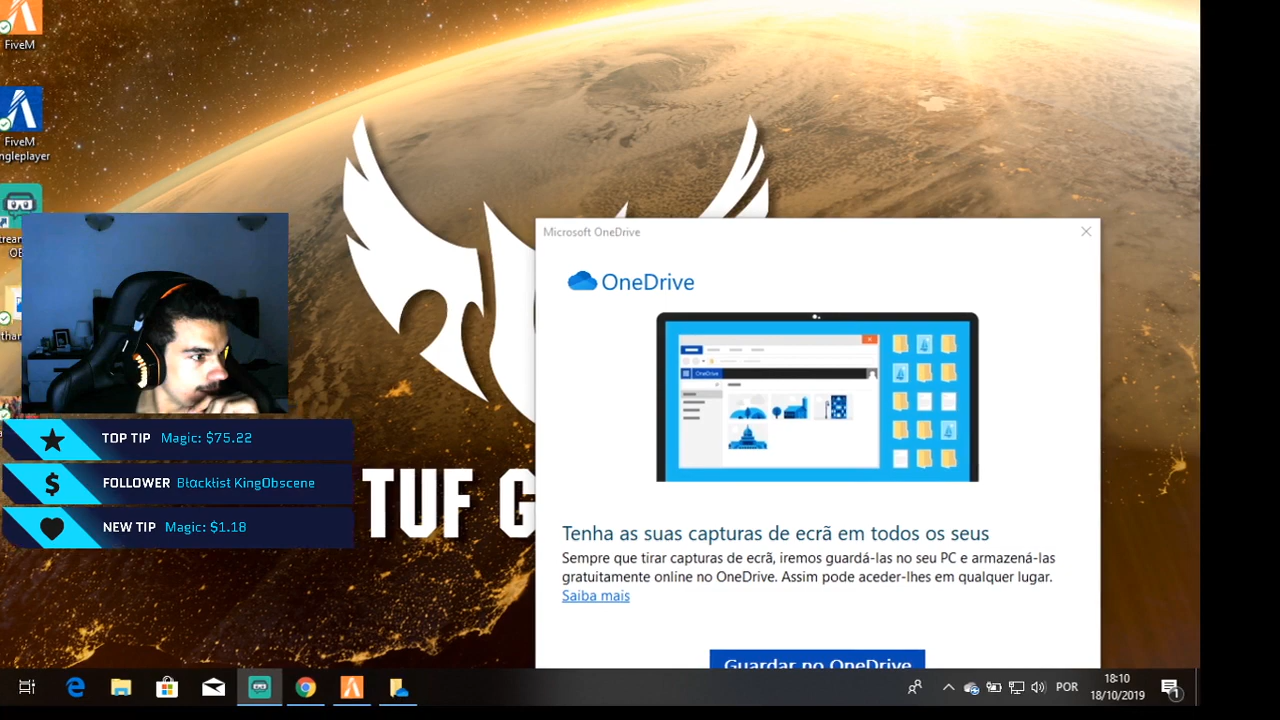 FiveM
FiveM
ngleplayer
Microsoft OneDrive
OneDrive
OneDrive
TOP TIP Magic: $75.22
FOLLOWER Blacklist KingObscene
NEW TIP Magic: $1.18
TUF G
Tenha as suas capturas de ecrã em todos os seus
Sempre que tirar capturas de ecrã, iremos guardá-las no seu PC e armazená-las
gratuitamente online no OneDrive. Assim pode aceder-lhes em qualquer lugar.
Saiba mais
Guardar no OneDrive
POR
18:10
18/10/2019
1